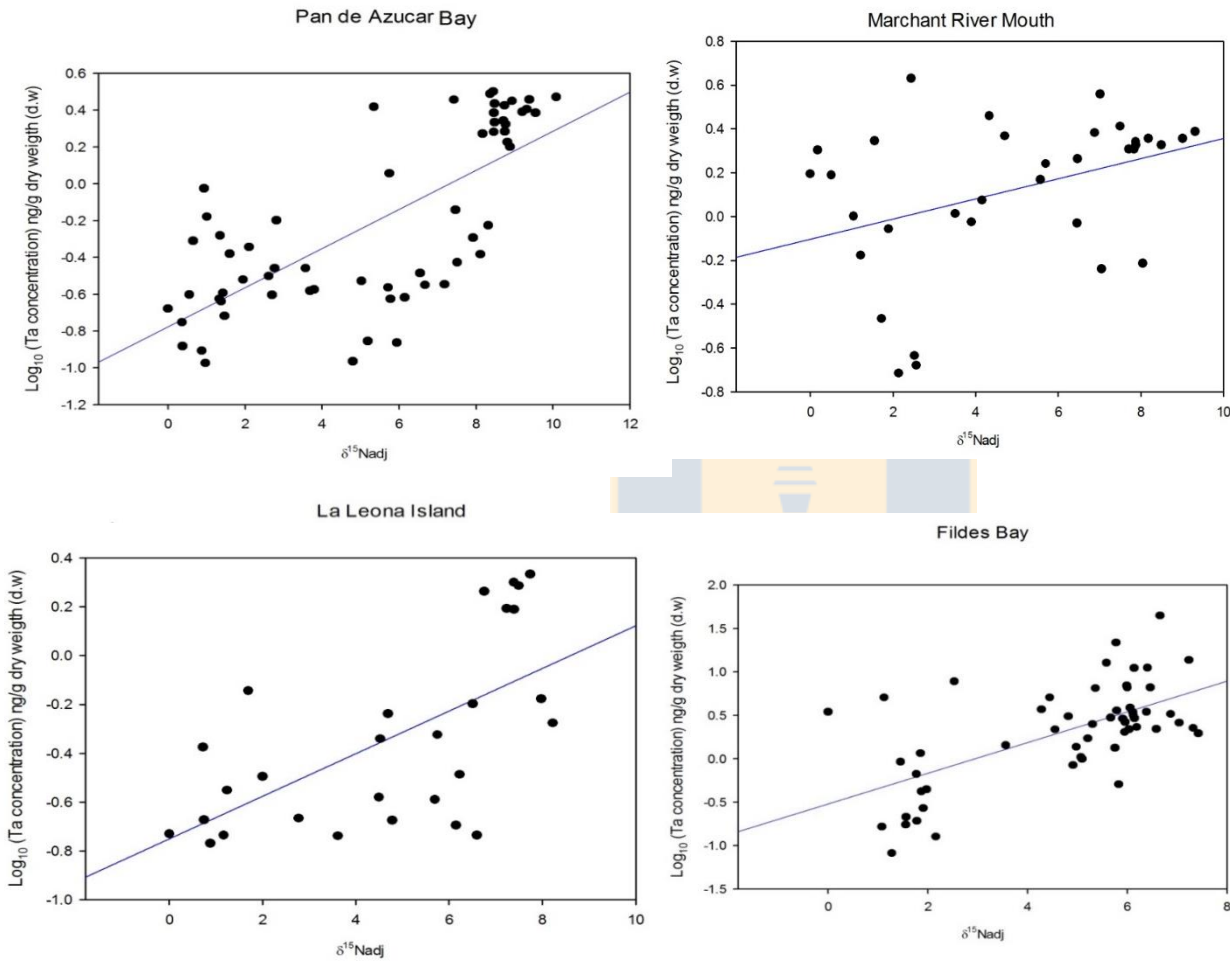 Pan de Azucar Bay
Log10 (Ta concentration) ng/g dry weigth (d.w)
0.6
0.4
0.2
0.0
-0.2
-0.4
-0.6
-0.8
-1.0
-1.2
0 2 4 6 8 10 12
δ15Nadj
Marchant River Mouth
Log10 (Ta concentration) ng/g dry weigth (d.w)
0.8
0.6
0.4
0.2
0.0
-0.2
-0.4
-0.6
-0.8
0 2 4 6 8 10
δ15Nadj
La Leona Island
Log10 (Ta concentration) ng/g dry weigth (d.w)
0.4
0.2
0.0
-0.2
-0.4
-0.6
-0.8
-1.0
0 2 4 6 8 10
δ15Nadj
Fildes Bay
Log10 (Ta concentration) ng/g dry weigth (d.w)
2.0
1.5
1.0
0.5
0.0
-0.5
-1.0
-1.5
0 2 4 6 8
δ15Nadj